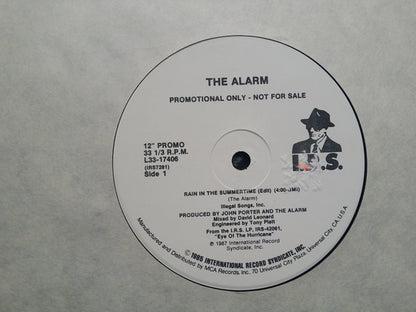 THE ALARM
PROMOTIONAL ONLY - NOT FOR SALE
12" PROMO
33 1/3 R.P.M.
L33-17406
(IRS7281)
Side 1
I.R.S.
RAIN IN THE SUMMERTIME (Edit) (4:00-BMI)
(The Alarm)
Illegal Songs, Inc.
PRODUCED BY JOHN PORTER AND THE ALARM
Mixed by David Leonard
Engineered by Tony Platt
From the I.R.S. LP, IRS-42061,
"Eye Of The Hurricane"
℗ 1987 International Record
Syndicate, Inc.
© 1985 INTERNATIONAL RECORD SYNDICATE, INC.
Manufactured and Distributed by MCA Records, Inc. 70 Universal City Plaza, Universal City, CA. U.S.A.